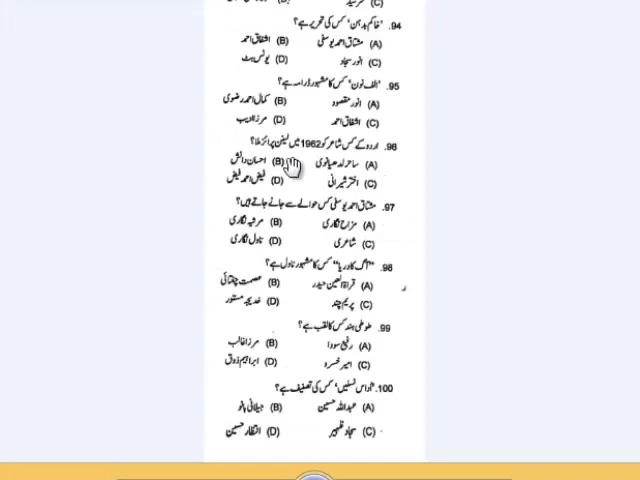 94. ’خاکم بدہن‘ کس کی تحریر ہے؟
(A) مشتاق احمد یوسفی (B) اشفاق احمد
(C) انور سجاد (D) یونس بٹ
95. ’الف نون‘ کس کا مشہور ڈرامہ ہے؟
(A) انور مقصود (B) کمال احمد رضوی
(C) اشفاق احمد (D) مرزا ادیب
96. اردو کے کس شاعر کو 1962 میں لینن پرائز ملا؟
(A) ساحر لدھیانوی (B) احسان دانش
(C) اختر شیرانی (D) فیض احمد فیض
97. مشتاق احمد یوسفی کس حوالے سے جانے جاتے ہیں؟
(A) مزاح نگاری (B) مرثیہ نگاری
(C) شاعری (D) ناول نگاری
98. ”آگ کا دریا“ کس کا مشہور ناول ہے؟
(A) قراۃ العین حیدر (B) عصمت چغتائی
(C) پریم چند (D) خدیجہ مستور
99. طوطی ہند کس کا لقب ہے؟
(A) رفیع سودا (B) مرزا غالب
(C) امیر خسرو (D) ابراہیم ذوق
100. ’اداس نسلیں‘ کس کی تصنیف ہے؟
(A) عبداللہ حسین (B) جیلانی بانو
(C) سجاد ظہیر (D) انتظار حسین